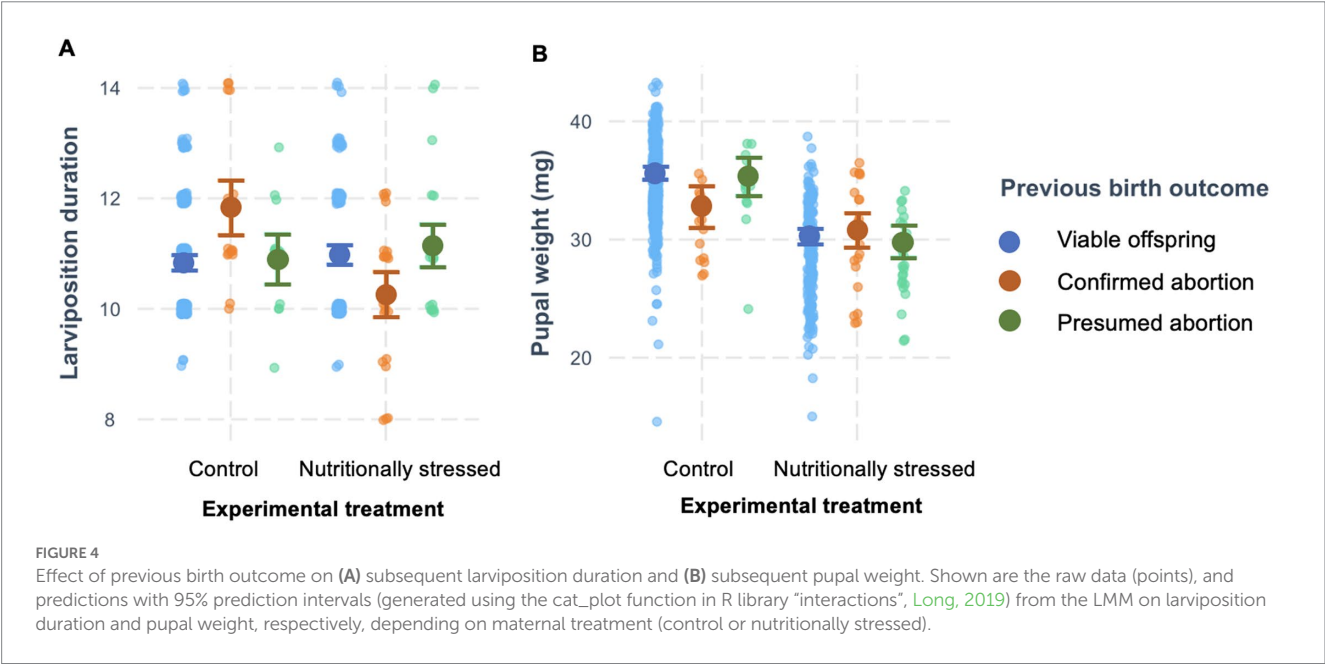 A
B
Larviposition duration
14
12
10
8
Control
Nutritionally stressed
Experimental treatment
Pupal weight (mg)
40
30
20
Control
Nutritionally stressed
Experimental treatment
Previous birth outcome
Viable offspring
Confirmed abortion
Presumed abortion
FIGURE 4
Effect of previous birth outcome on (A) subsequent larviposition duration and (B) subsequent pupal weight. Shown are the raw data (points), and
predictions with 95% prediction intervals (generated using the cat_plot function in R library “interactions“, Long, 2019) from the LMM on larviposition
duration and pupal weight, respectively, depending on maternal treatment (control or nutritionally stressed).